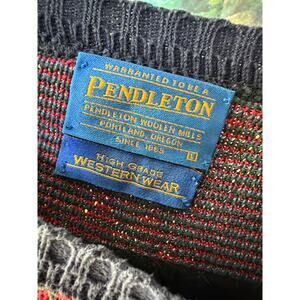 WARRANTED TO BE A
PENDLETON
PENDLETON WOOLEN MILLS
PORTLAND, OREGON
SINCE 1863
HIGH GRADE
WESTERN WEAR